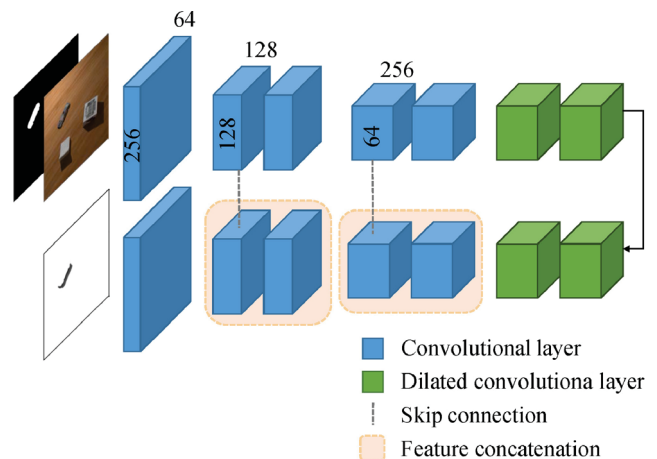 64
128
256
256
128
64
Convolutional layer
Dilated convolutiona layer
Skip connection
Feature concatenation